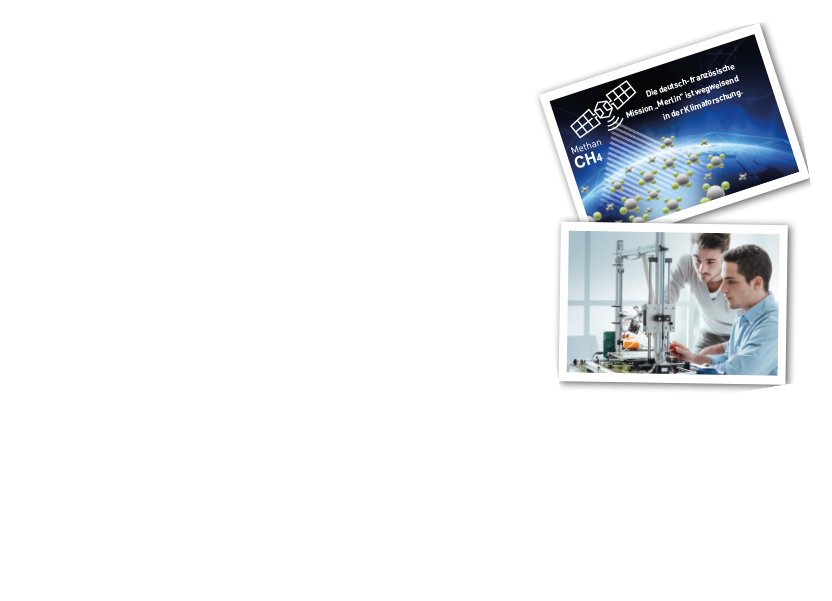 Die deutsch-französische
Mission „Merlin“ ist wegweisend
in der Klimaforschung.
Methan
CH4